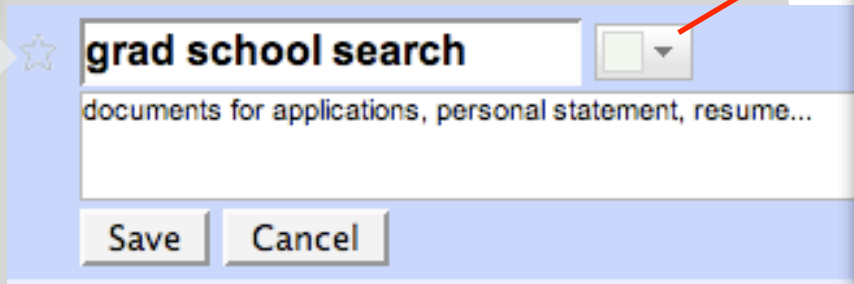 grad school search
documents for applications, personal statement, resume...
Save Cancel